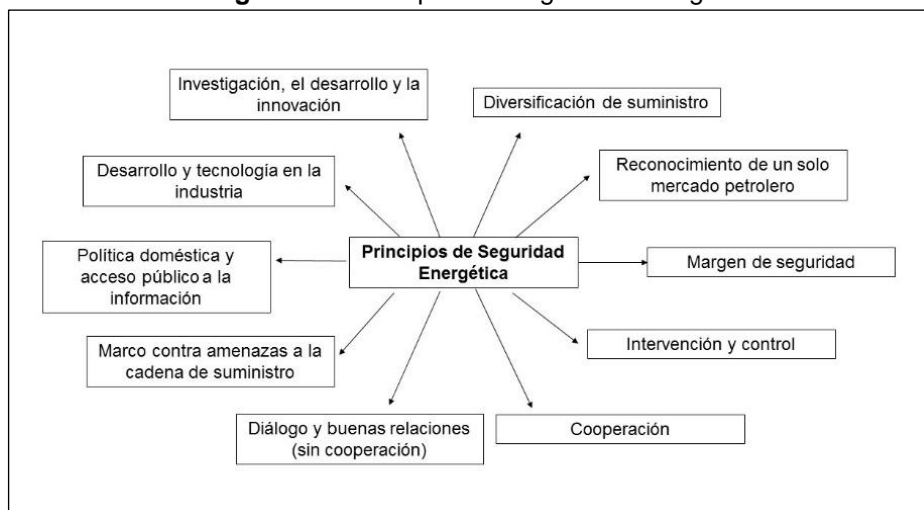 Investigación, el desarrollo y la
innovación
Diversificación de suministro
Desarrollo y tecnología en la
industria
Reconocimiento de un solo
mercado petrolero
Principios de Seguridad
Energética
Política doméstica y
acceso público a la
información
Margen de seguridad
Marco contra amenazas a la
cadena de suministro
Intervención y control
Diálogo y buenas relaciones
(sin cooperación)
Cooperación